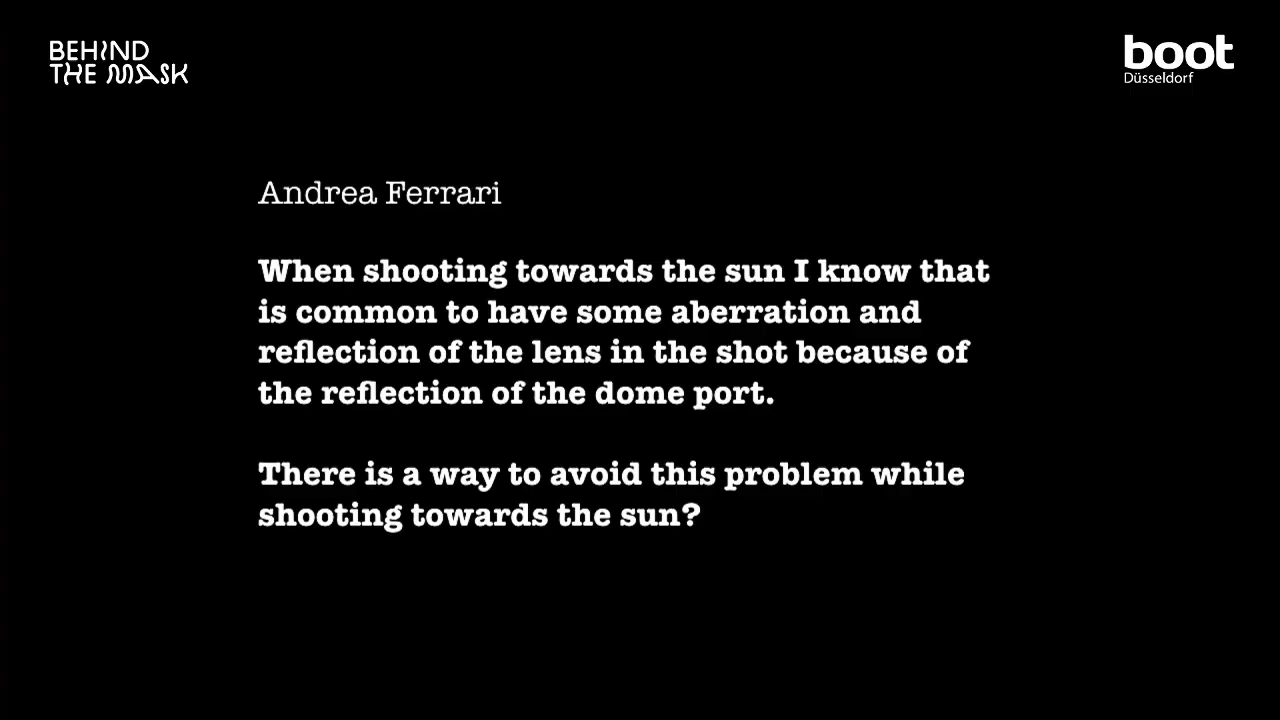 BEHIND
THE MASK
boot
Düsseldorf
Andrea Ferrari
When shooting towards the sun I know that
is common to have some aberration and
reflection of the lens in the shot because of
the reflection of the dome port.
There is a way to avoid this problem while
shooting towards the sun?